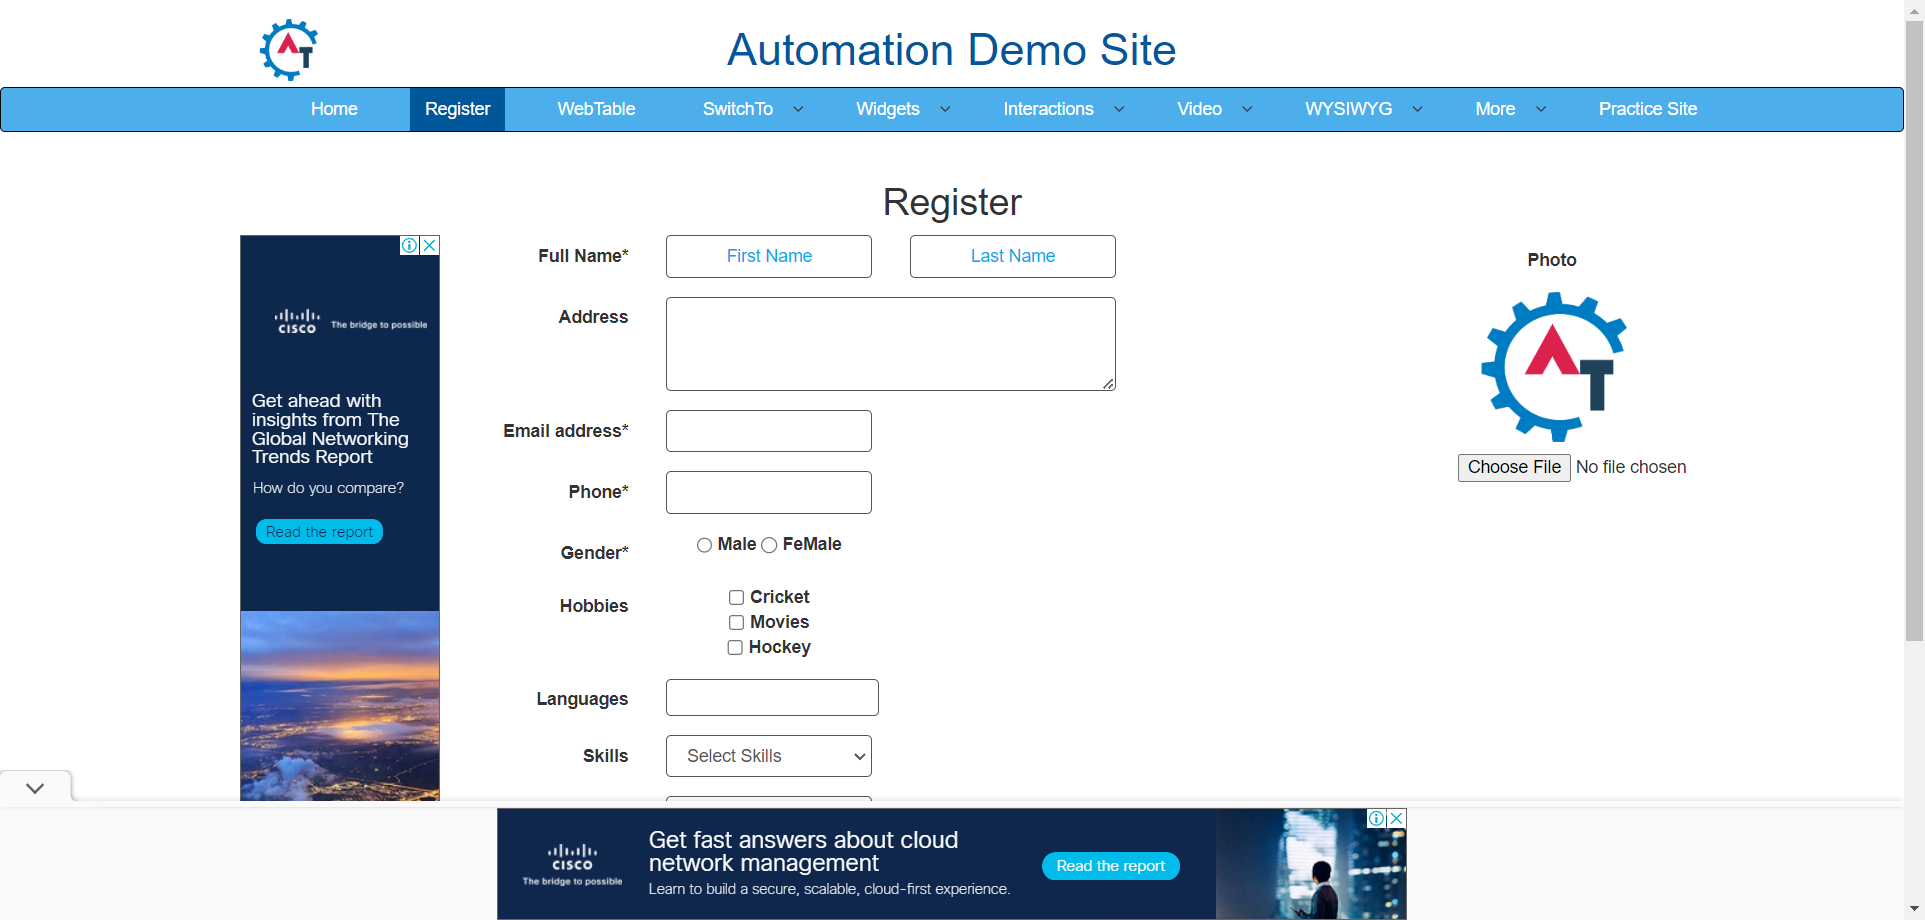 AT
Automation Demo Site
Home Register WebTable SwitchTo Widgets Interactions Video WYSIWYG More Practice Site
Register
Full Name* First Name Last Name
Address
Email address*
Phone*
Gender* Male FeMale
Hobbies Cricket
Movies
Hockey
Languages
Skills Select Skills
Photo
AT
Choose File No file chosen
CISCO The bridge to possible
Get ahead with
insights from The
Global Networking
Trends Report
How do you compare?
Read the report
CISCO
The bridge to possible
Get fast answers about cloud
network management
Learn to build a secure, scalable, cloud-first experience.
Read the report